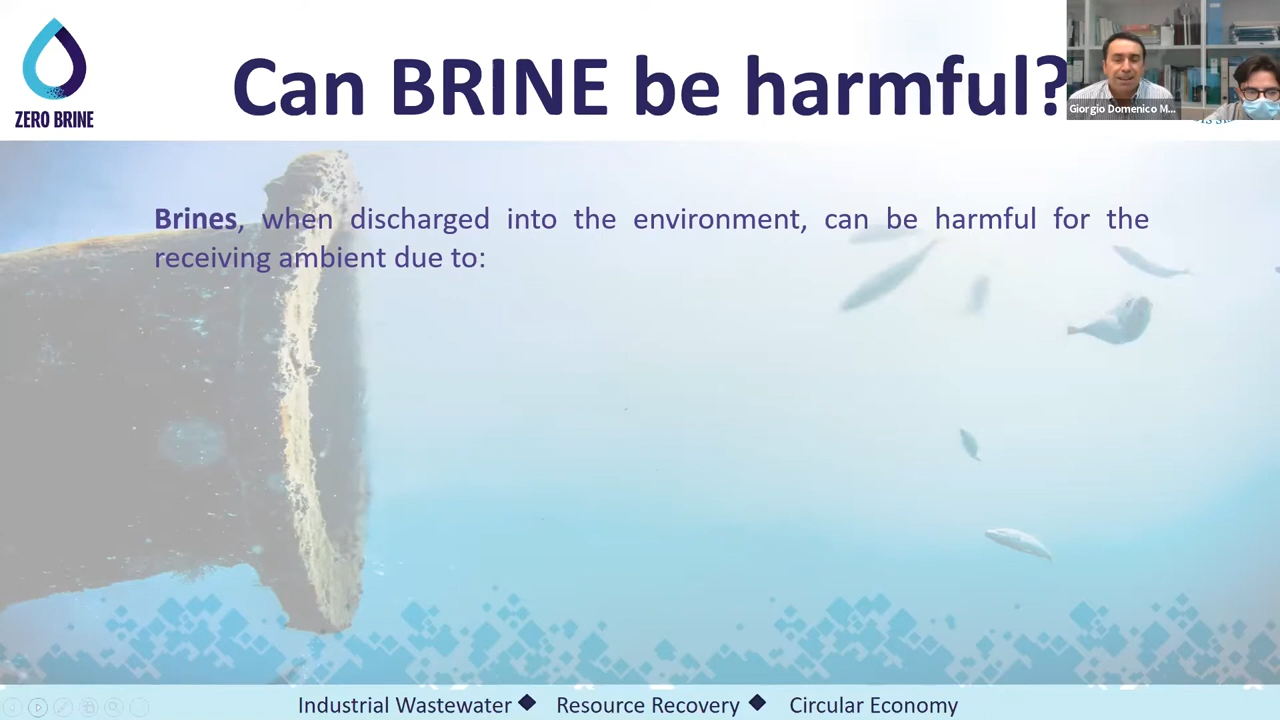 ZERO BRINE
Can BRINE be harmful?
Giorgio Domenico M...
Brines, when discharged into the environment, can be harmful for the
receiving ambient due to:
Industrial Wastewater ◆ Resource Recovery ◆ Circular Economy